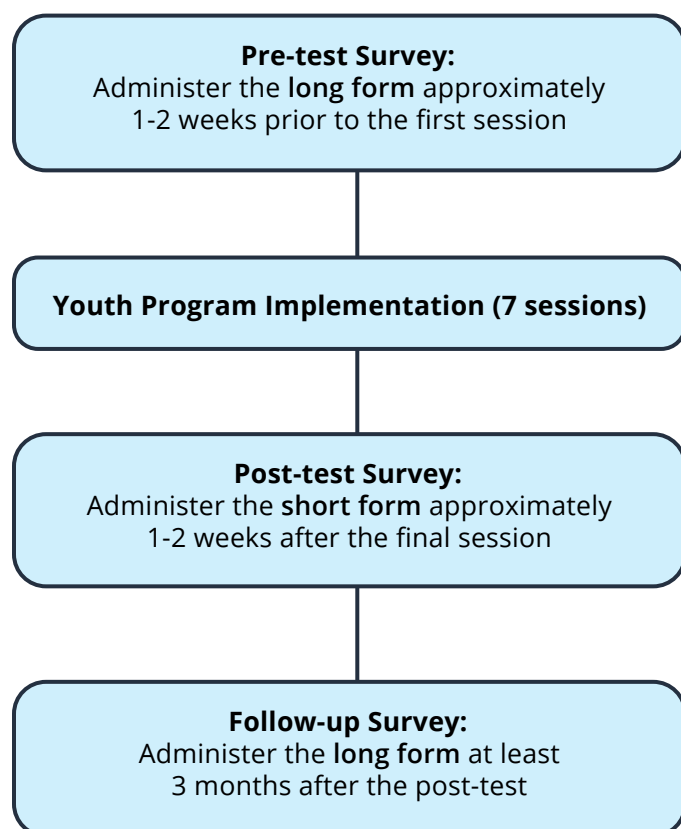 Pre-test Survey:
Administer the long form approximately
1-2 weeks prior to the first session
Youth Program Implementation (7 sessions)
Post-test Survey:
Administer the short form approximately
1-2 weeks after the final session
Follow-up Survey:
Administer the long form at least
3 months after the post-test